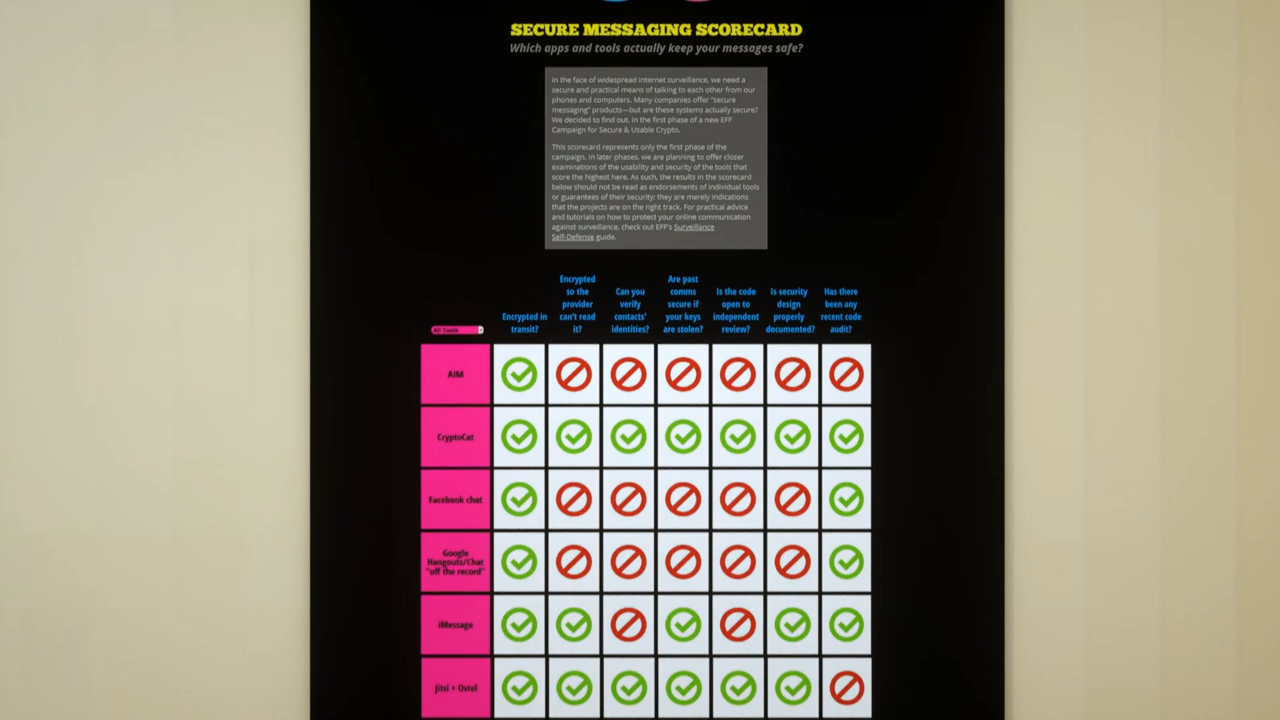 SECURE MESSAGING SCORECARD
Which apps and tools actually keep your messages safe?
In the face of widespread Internet surveillance, we need a
secure and practical means of talking to each other from our
phones and computers. Many companies offer "secure
messaging" products—but are these systems actually secure?
We decided to find out, in the first phase of a new EFF
Campaign for Secure & Usable Crypto.
This scorecard represents only the first phase of the
campaign. In later phases, we are planning to offer closer
examinations of the usability and security of the tools that
score the highest here. As such, the results in the scorecard
below should not be read as endorsements of individual tools
or guarantees of their security; they are merely indications
that the projects are on the right track. For practical advice
and tutorials on how to protect your online communication
against surveillance, check out EFF's Surveillance
Self-Defense guide.
All Tools
Encrypted in
transit?
Encrypted
so the
provider
can't read
it?
Can you
verify
contacts'
identities?
Are past
comms
secure if
your keys
are stolen?
Is the code
open to
independent
review?
Is security
design
properly
documented?
Has there
been any
recent code
audit?
AIM
CryptoCat
Facebook chat
Google
Hangouts/Chat
"off the record"
iMessage
Jitsi + Ostel